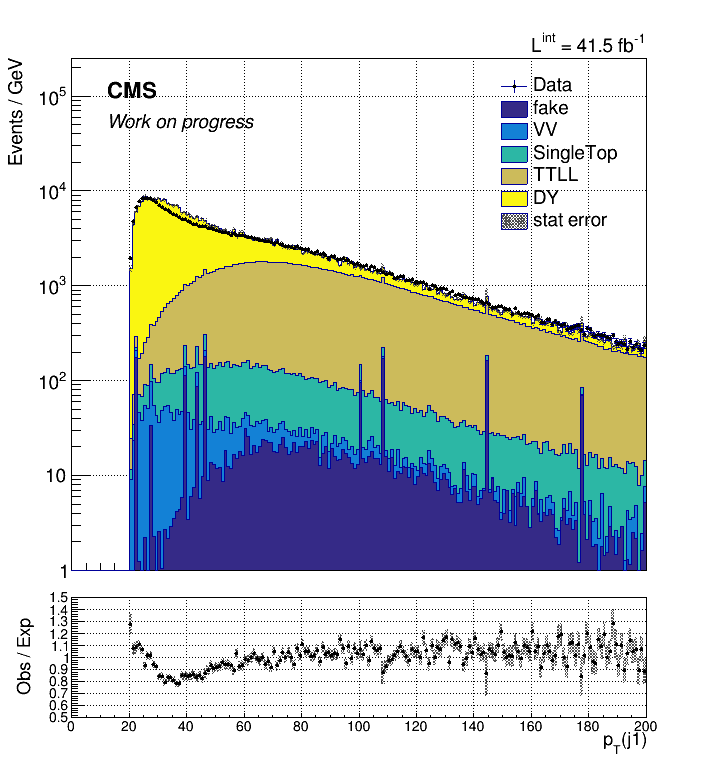 L^int = 41.5 fb^-1
CMS
Work on progress
Data
fake
VV
SingleTop
TTLL
DY
stat error
Events / GeV
10^5
10^4
10^3
10^2
10
1
Obs / Exp
1.5
1.4
1.3
1.2
1.1
1
0.9
0.8
0.7
0.6
0.5
0 20 40 60 80 100 120 140 160 180 200
p_T(j1)